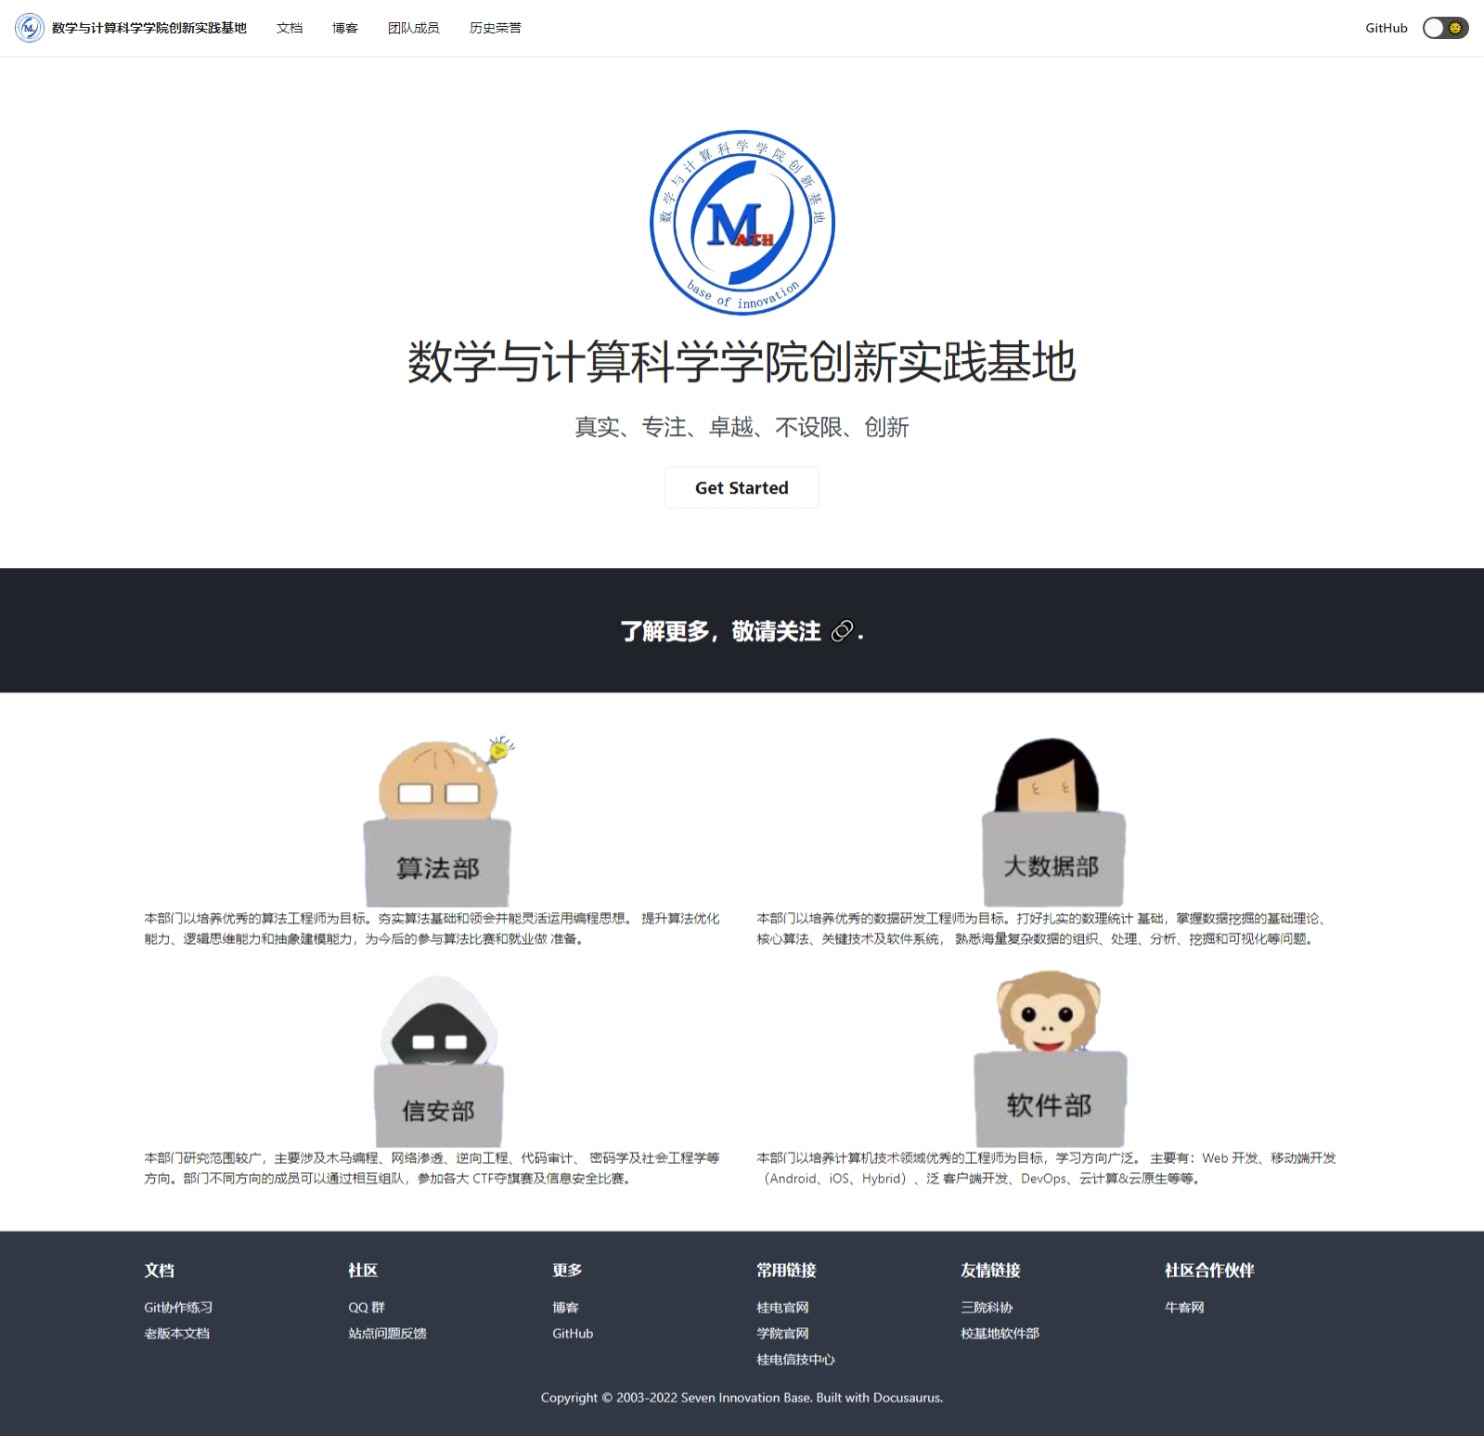 数学与计算科学学院创新实践基地 文档 博客 团队成员 历史荣誉 GitHub
数学与计算科学学院创新基地
MATH
base of innovation
数学与计算科学学院创新实践基地
真实、专注、卓越、不设限、创新
Get Started
了解更多，敬请关注 🔗.
算法部
本部门以培养优秀的算法工程师为目标。夯实算法基础和领会并能灵活运用编程思想。 提升算法优化
能力、逻辑思维能力和抽象建模能力，为今后的参与算法比赛和就业做 准备。
大数据部
本部门以培养优秀的数据研发工程师为目标。打好扎实的数理统计 基础，掌握数据挖掘的基础理论、
核心算法、关键技术及软件系统， 熟悉海量复杂数据的组织、处理、分析、挖掘和可视化等问题。
信安部
本部门研究范围较广，主要涉及木马编程、网络渗透、逆向工程、代码审计、 密码学及社会工程学等
方向。部门不同方向的成员可以通过相互组队，参加各大 CTF夺旗赛及信息安全比赛。
软件部
本部门以培养计算机技术领域优秀的工程师为目标，学习方向广泛。 主要有：Web 开发、移动端开发
（Android、iOS、Hybrid）、泛 客户端开发、DevOps、云计算&云原生等等。
文档
Git协作练习
老版本文档
社区
QQ 群
站点问题反馈
更多
博客
GitHub
常用链接
桂电官网
学院官网
桂电信技中心
友情链接
三院科协
校基地软件部
社区合作伙伴
牛客网
Copyright © 2003-2022 Seven Innovation Base. Built with Docusaurus.